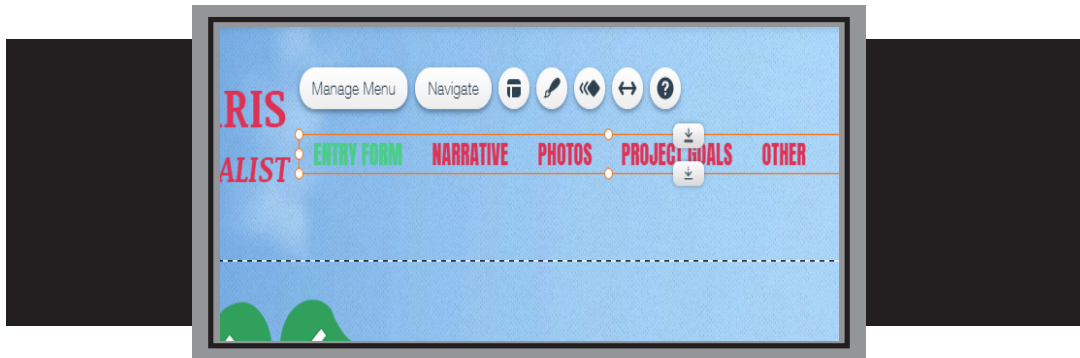 Manage Menu Navigate ?
RIS
ENTRY FORM NARRATIVE PHOTOS PROJECT GOALS OTHER
ALIST